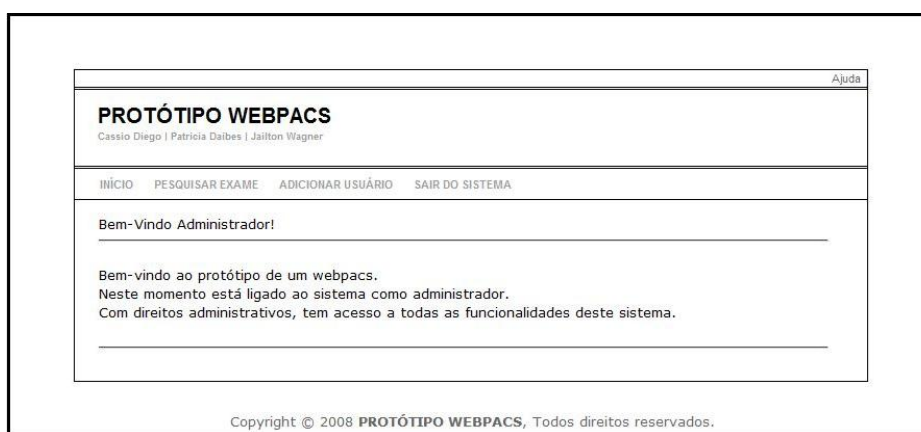 Ajuda
PROTÓTIPO WEBPACS
Cassio Diego | Patricia Daibes | Jailton Wagner
INÍCIO PESQUISAR EXAME ADICIONAR USUÁRIO SAIR DO SISTEMA
Bem-Vindo Administrador!
Bem-vindo ao protótipo de um webpacs.
Neste momento está ligado ao sistema como administrador.
Com direitos administrativos, tem acesso a todas as funcionalidades deste sistema.
Copyright © 2008 PROTÓTIPO WEBPACS, Todos direitos reservados.